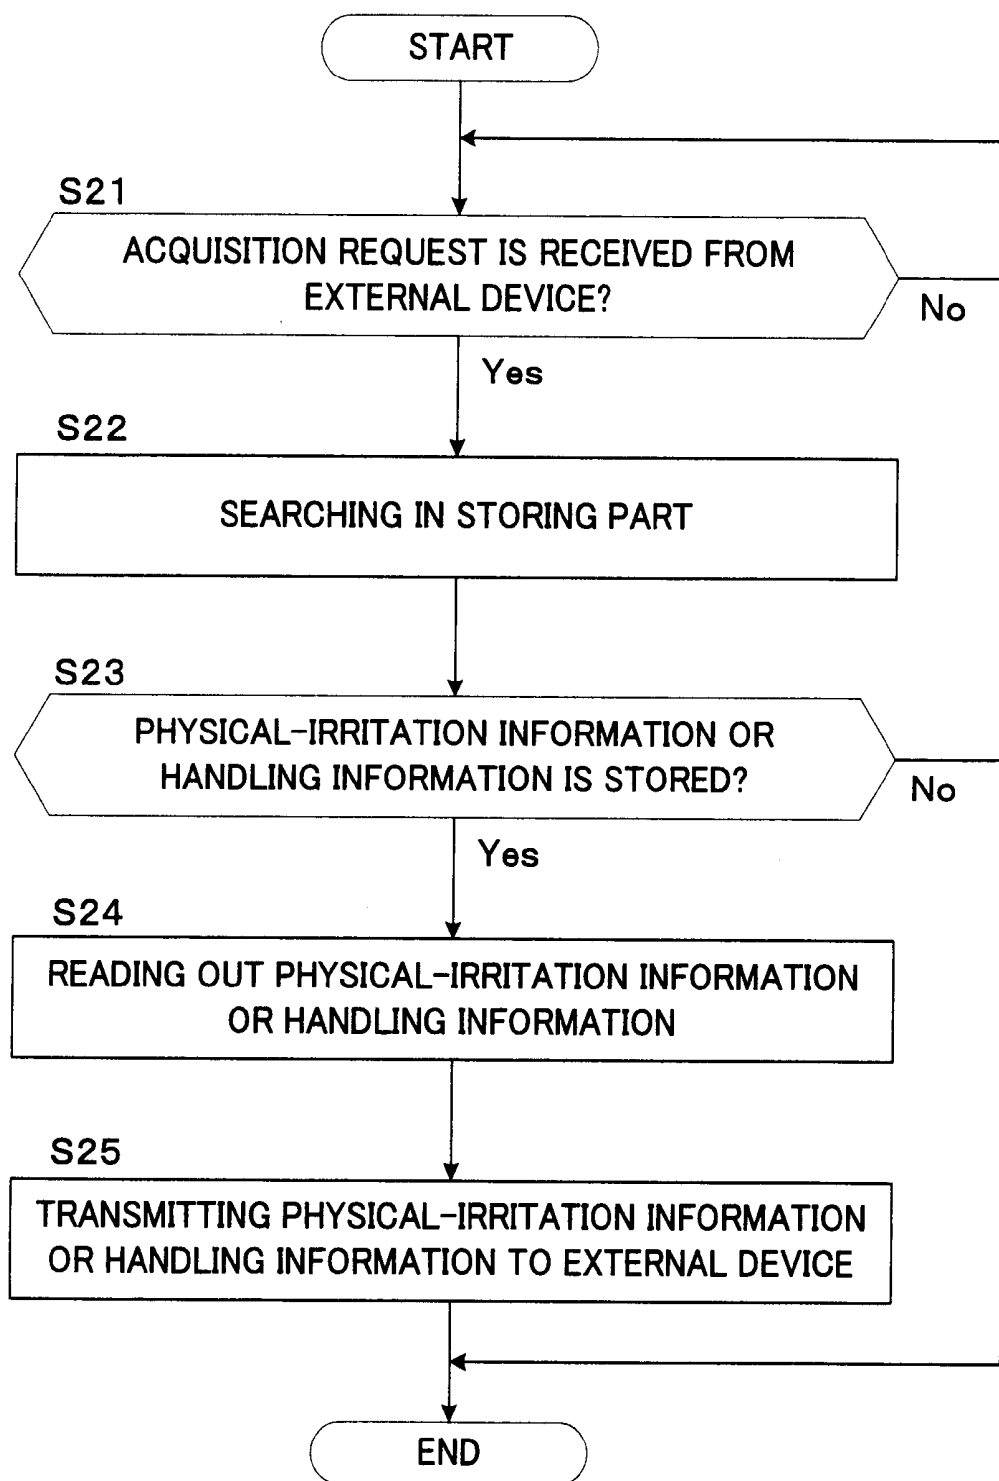 START
S21
ACQUISITION REQUEST IS RECEIVED FROM
EXTERNAL DEVICE?
No
Yes
S22
SEARCHING IN STORING PART
S23
PHYSICAL-IRRITATION INFORMATION OR
HANDLING INFORMATION IS STORED?
No
Yes
S24
READING OUT PHYSICAL-IRRITATION INFORMATION
OR HANDLING INFORMATION
S25
TRANSMITTING PHYSICAL-IRRITATION INFORMATION
OR HANDLING INFORMATION TO EXTERNAL DEVICE
END